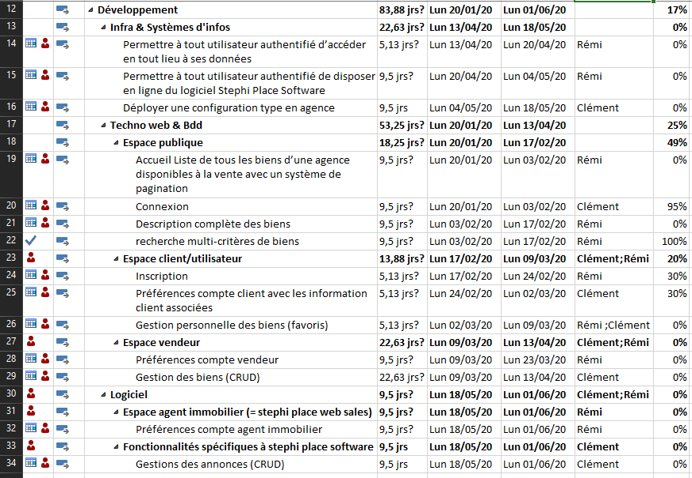 12 Développement 83,88 jrs? Lun 20/01/20 Lun 01/06/20 17%
13 Infra & Systèmes d'infos 22,63 jrs? Lun 13/04/20 Lun 18/05/20 0%
14 Permettre à tout utilisateur authentifié d’accéder 5,13 jrs? Lun 13/04/20 Lun 20/04/20 Rémi 0%
en tout lieu à ses données
15 Permettre à tout utilisateur authentifié de disposer 9,5 jrs? Lun 20/04/20 Lun 04/05/20 Rémi 0%
en ligne du logiciel Stephi Place Software
16 Déployer une configuration type en agence 9,5 jrs Lun 04/05/20 Lun 18/05/20 Clément 0%
17 Techno web & Bdd 53,25 jrs? Lun 20/01/20 Lun 13/04/20 25%
18 Espace publique 18,25 jrs? Lun 20/01/20 Lun 17/02/20 49%
19 Accueil Liste de tous les biens d’une agence 9,5 jrs? Lun 20/01/20 Lun 03/02/20 Rémi 0%
disponibles à la vente avec un système de
pagination
20 Connexion 9,5 jrs? Lun 20/01/20 Lun 03/02/20 Clément 95%
21 Description complète des biens 9,5 jrs? Lun 03/02/20 Lun 17/02/20 Rémi 0%
22 recherche multi-critères de biens 9,5 jrs? Lun 03/02/20 Lun 17/02/20 Rémi 100%
23 Espace client/utilisateur 13,88 jrs? Lun 17/02/20 Lun 09/03/20 Clément;Rémi 20%
24 Inscription 5,13 jrs? Lun 17/02/20 Lun 24/02/20 Rémi 30%
25 Préférences compte client avec les information 5,13 jrs? Lun 24/02/20 Lun 02/03/20 Clément 30%
client associées
26 Gestion personnelle des biens (favoris) 5,13 jrs? Lun 02/03/20 Lun 09/03/20 Rémi ;Clément 0%
27 Espace vendeur 22,63 jrs? Lun 09/03/20 Lun 13/04/20 Clément;Rémi 0%
28 Préférences compte vendeur 9,5 jrs? Lun 09/03/20 Lun 23/03/20 Rémi 0%
29 Gestion des biens (CRUD) 22,63 jrs? Lun 09/03/20 Lun 13/04/20 Clément 0%
30 Logiciel 9,5 jrs? Lun 18/05/20 Lun 01/06/20 Clément;Rémi 0%
31 Espace agent immobilier (= stephi place web sales) 9,5 jrs? Lun 18/05/20 Lun 01/06/20 Rémi 0%
32 Préférences compte agent immobilier 9,5 jrs? Lun 18/05/20 Lun 01/06/20 Rémi 0%
33 Fonctionnalités spécifiques à stephi place software 9,5 jrs Lun 18/05/20 Lun 01/06/20 Clément 0%
34 Gestions des annonces (CRUD) 9,5 jrs Lun 18/05/20 Lun 01/06/20 Clément 0%